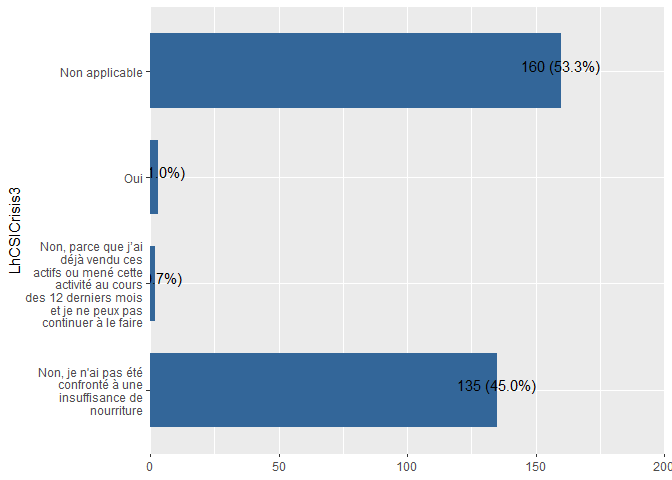 LhCSICrisis3
Non applicable
160 (53.3%)
Oui
1.0%)
Non, parce que j'ai
déjà vendu ces
actifs ou mené cette
activité au cours
des 12 derniers mois
et je ne peux pas
continuer à le faire
.7%)
Non, je n'ai pas été
confronté à une
insuffisance de
nourriture
135 (45.0%)
0
50
100
150
200